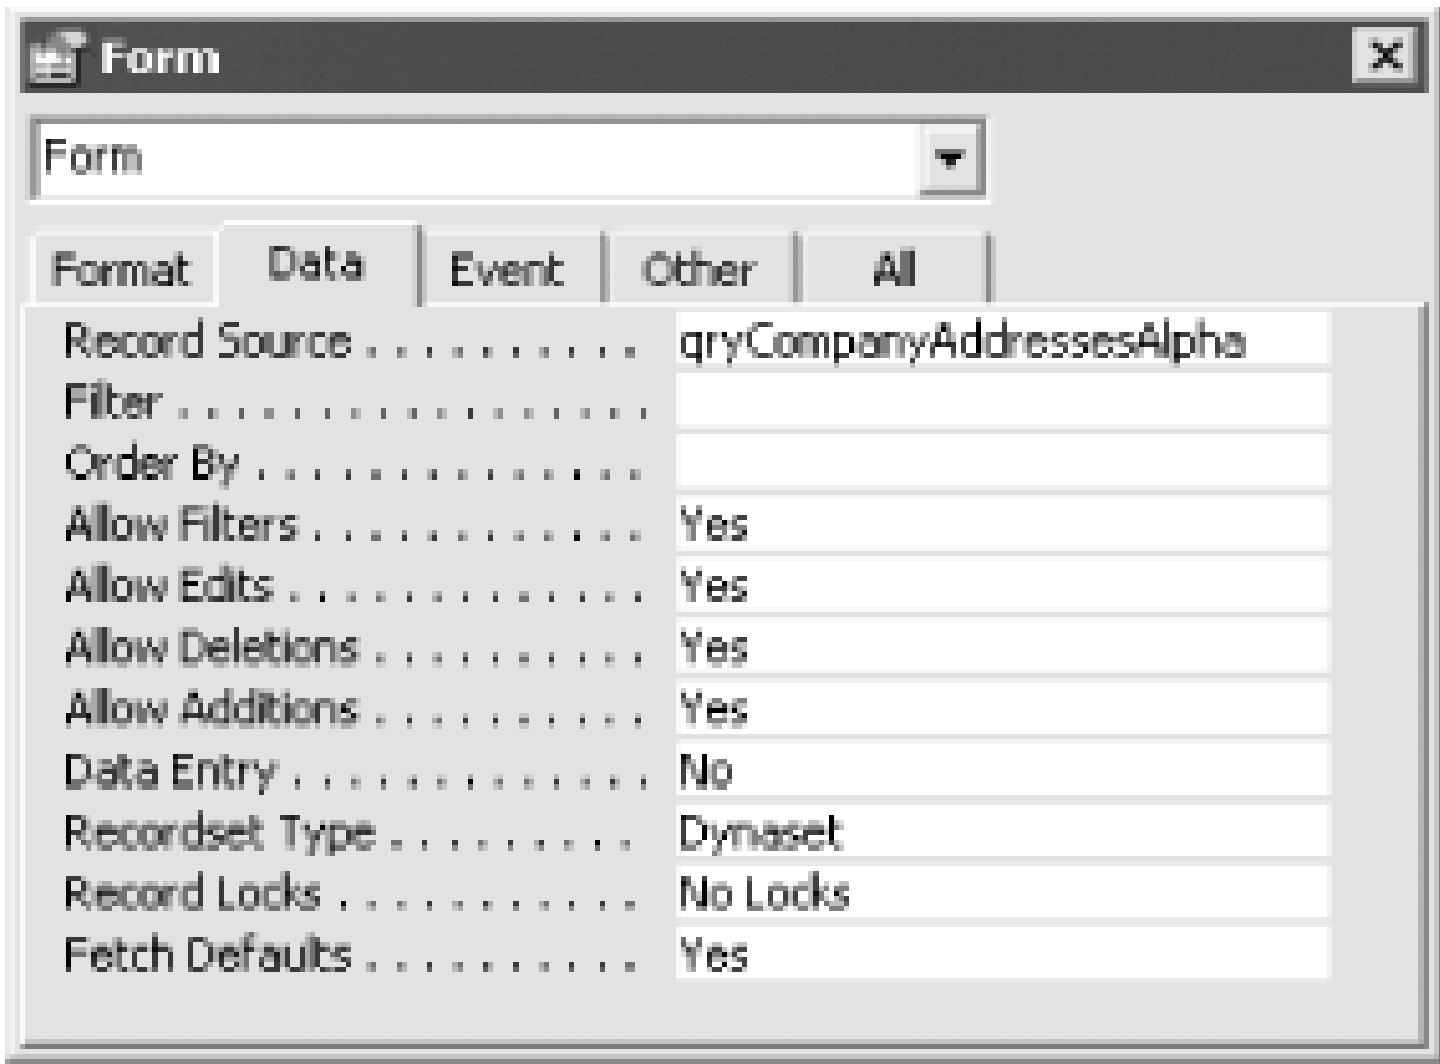 Form
Form
Format Data Event Other All
Record Source . . . . . . . . . . qryCompanyAddressesAlpha
Filter . . . . . . . . . . . . . . . . .
Order By . . . . . . . . . . . . . .
Allow Filters . . . . . . . . . . . . Yes
Allow Edits . . . . . . . . . . . . . Yes
Allow Deletions . . . . . . . . . . Yes
Allow Additions . . . . . . . . . . Yes
Data Entry . . . . . . . . . . . . . No
Recordset Type . . . . . . . . . Dynaset
Record Locks . . . . . . . . . . . No Locks
Fetch Defaults . . . . . . . . . . Yes